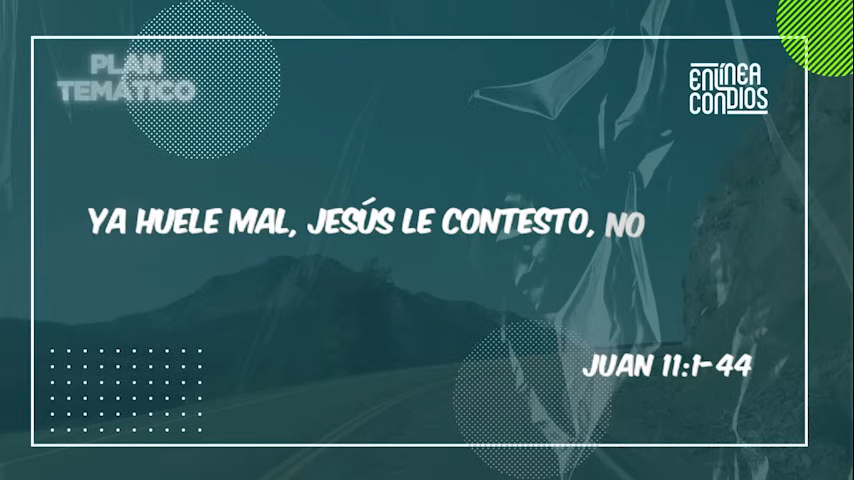 PLAN
TEMÁTICO
ENLÍNEA
CONDIOS
YA HUELE MAL, JESÚS LE CONTESTO, NO
JUAN 11:1-44